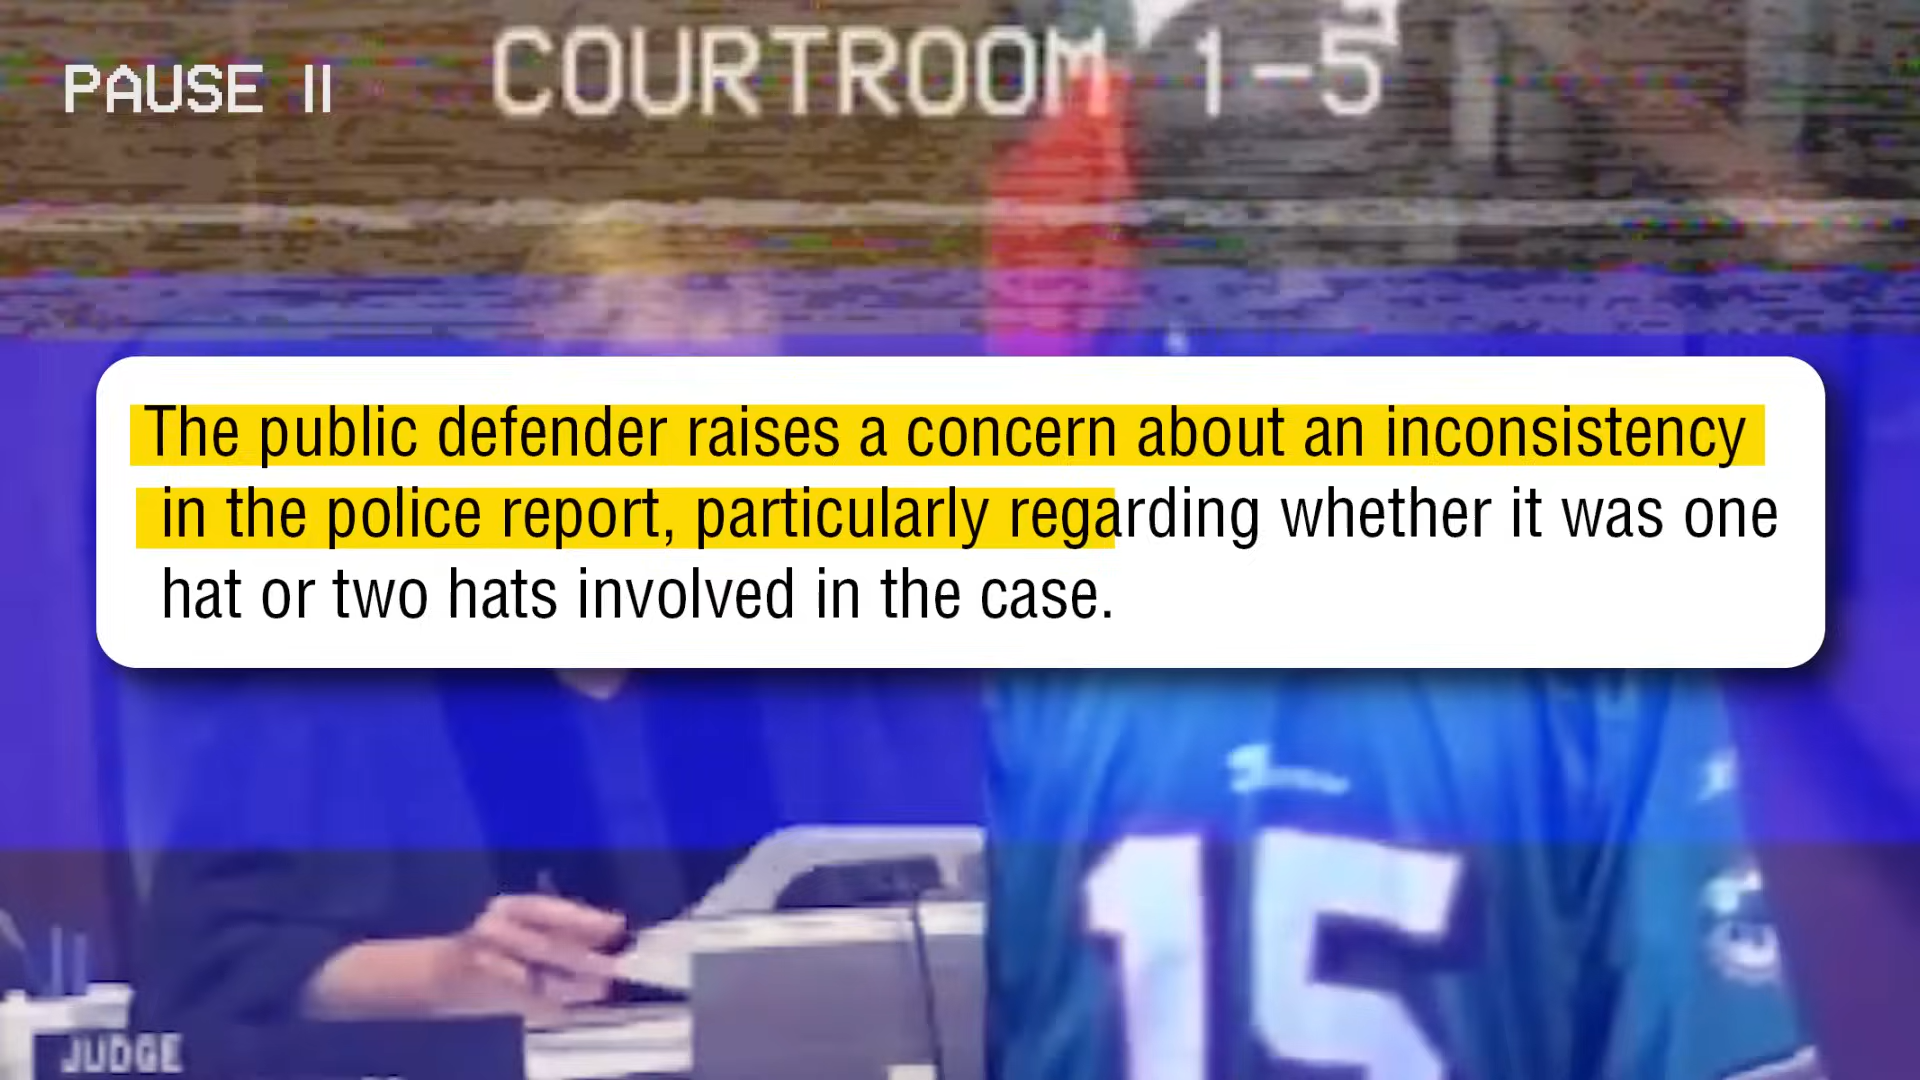 COURTROOM 1-5
PAUSE II
The public defender raises a concern about an inconsistency
in the police report, particularly regarding whether it was one
hat or two hats involved in the case.
15
JUDGE